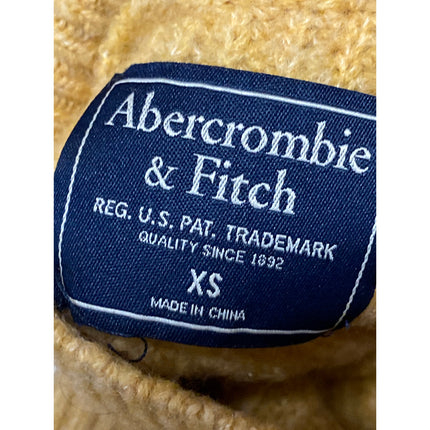 Abercrombie
& Fitch
REG. U.S. PAT. TRADEMARK
QUALITY SINCE 1892
XS
MADE IN CHINA